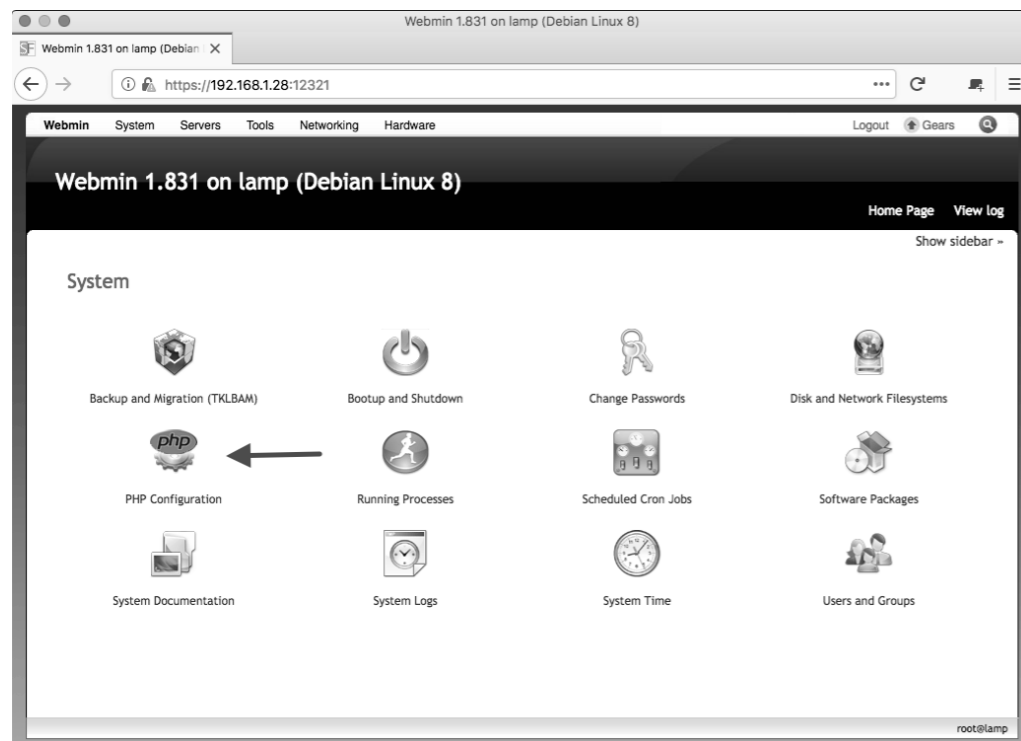 Webmin 1.831 on lamp (Debian Linux 8)
Webmin 1.831 on lamp (Debian
https://192.168.1.28:12321
Webmin System Servers Tools Networking Hardware Logout Gears
Webmin 1.831 on lamp (Debian Linux 8)
Home Page View log
Show sidebar »
System
Backup and Migration (TKLBAM) Bootup and Shutdown Change Passwords Disk and Network Filesystems
php
PHP Configuration Running Processes Scheduled Cron Jobs Software Packages
System Documentation System Logs System Time Users and Groups
root@lamp